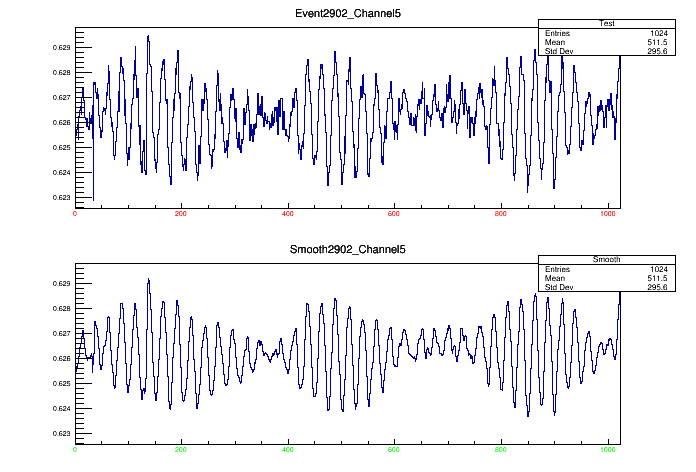 Event2902_Channel5
Test
Entries 1024
Mean 511.5
Std Dev 295.6
0.629
0.628
0.627
0.626
0.625
0.624
0.623
0 200 400 600 800 1000
Smooth2902_Channel5
Smooth
Entries 1024
Mean 511.5
Std Dev 295.6
0.629
0.628
0.627
0.626
0.625
0.624
0.623
0 200 400 600 800 1000